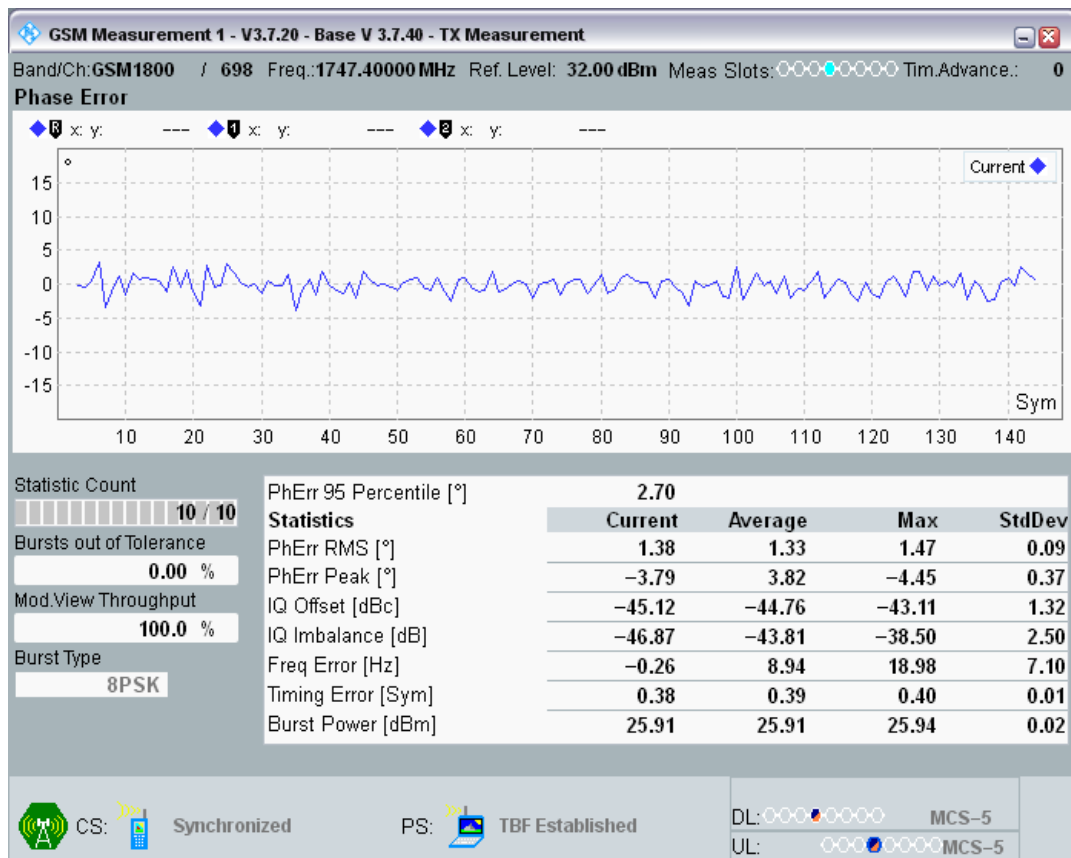 GSM Measurement 1 - V3.7.20 - Base V 3.7.40 - TX Measurement
Band/Ch:GSM1800 / 698 Freq.:1747.40000 MHz Ref. Level: 32.00 dBm Meas Slots: Tim.Advance.: 0
Phase Error
R x: y: --- 1 x: y: --- 2 x: y: ---
°
Current
15
10
5
0
-5
-10
-15
Sym
10 20 30 40 50 60 70 80 90 100 110 120 130 140
Statistic Count
10 / 10
Bursts out of Tolerance
0.00 %
Mod.View Throughput
100.0 %
Burst Type
8PSK
PhErr 95 Percentile [°] 2.70
Statistics Current Average Max StdDev
PhErr RMS [°] 1.38 1.33 1.47 0.09
PhErr Peak [°] −3.79 3.82 −4.45 0.37
IQ Offset [dBc] −45.12 −44.76 −43.11 1.32
IQ Imbalance [dB] −46.87 −43.81 −38.50 2.50
Freq Error [Hz] −0.26 8.94 18.98 7.10
Timing Error [Sym] 0.38 0.39 0.40 0.01
Burst Power [dBm] 25.91 25.91 25.94 0.02
CS: Synchronized PS: TBF Established
DL: MCS−5
UL: MCS−5